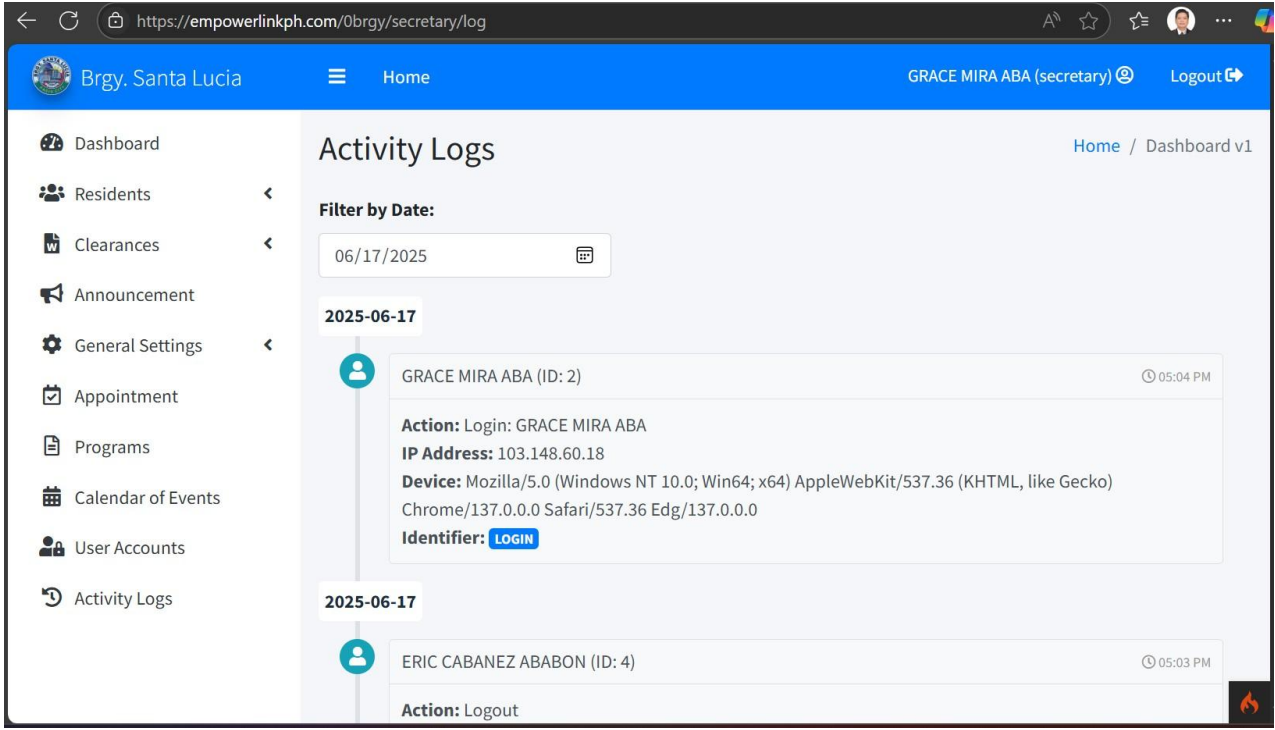 https://empowerlinkph.com/0brgy/secretary/log
Brgy. Santa Lucia
Home
GRACE MIRA ABA (secretary)
Logout
Dashboard
Residents
Clearances
Announcement
General Settings
Appointment
Programs
Calendar of Events
User Accounts
Activity Logs
Activity Logs
Home / Dashboard v1
Filter by Date:
06/17/2025
2025-06-17
GRACE MIRA ABA (ID: 2)
05:04 PM
Action: Login: GRACE MIRA ABA
IP Address: 103.148.60.18
Device: Mozilla/5.0 (Windows NT 10.0; Win64; x64) AppleWebKit/537.36 (KHTML, like Gecko)
Chrome/137.0.0.0 Safari/537.36 Edg/137.0.0.0
Identifier: LOGIN
2025-06-17
ERIC CABANEZ ABABON (ID: 4)
05:03 PM
Action: Logout